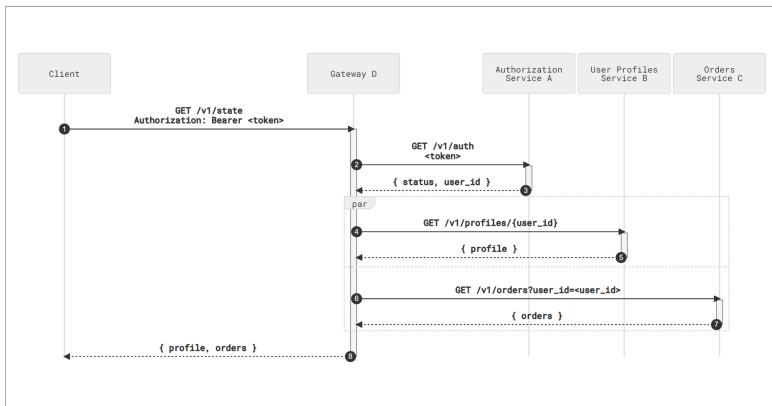 Client
Gateway D
Authorization
Service A
User Profiles
Service B
Orders
Service C
GET /v1/state
Authorization: Bearer <token>
1
GET /v1/auth
<token>
2
{ status, user_id }
3
par
GET /v1/profiles/{user_id}
4
{ profile }
5
GET /v1/orders?user_id=<user_id>
6
{ orders }
7
{ profile, orders }
8